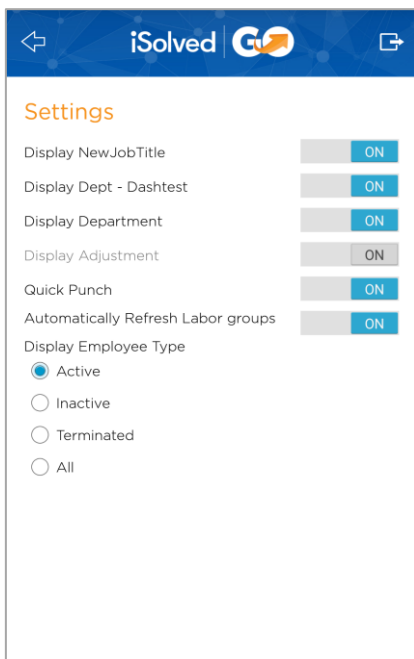 iSolved GO
Settings
Display NewJobTitle ON
Display Dept - Dashtest ON
Display Department ON
Display Adjustment ON
Quick Punch ON
Automatically Refresh Labor groups ON
Display Employee Type
Active
Inactive
Terminated
All